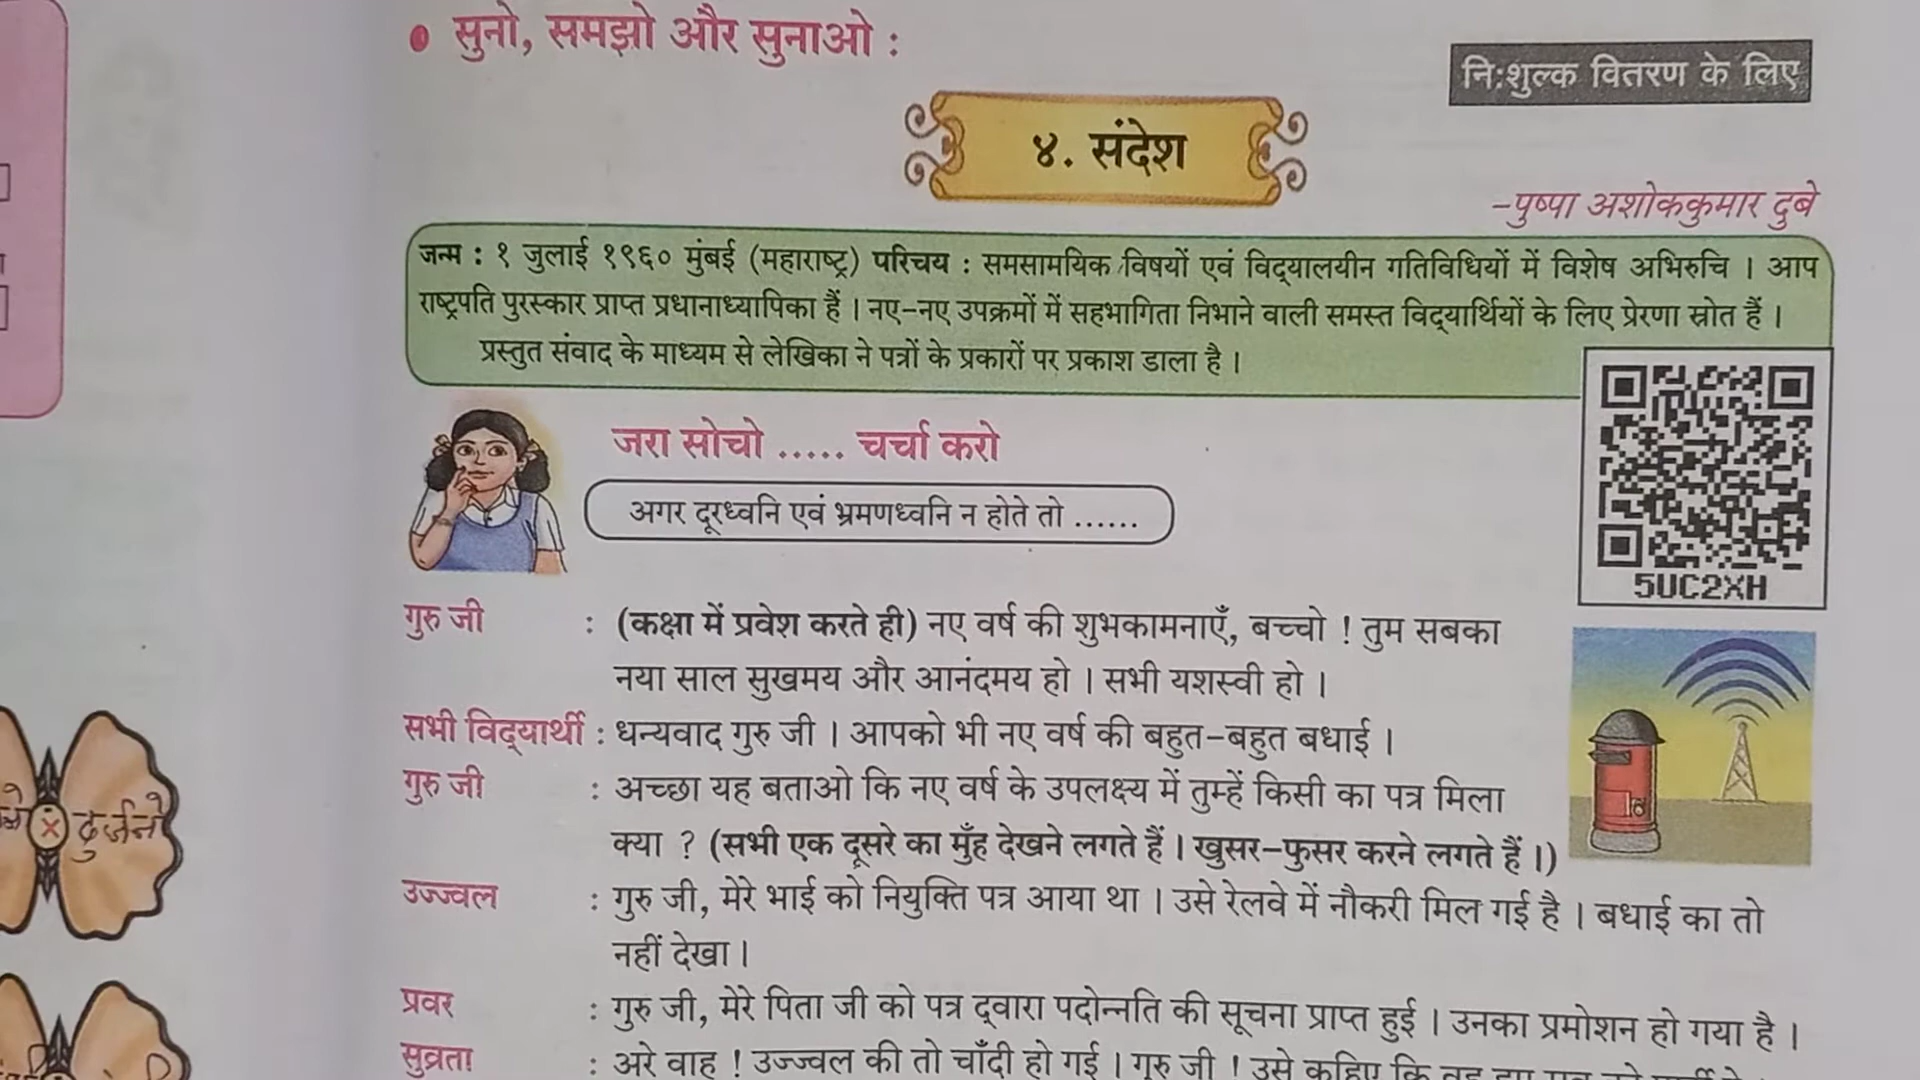 सुनो, समझो और सुनाओ :
नि:शुल्क वितरण के लिए
४. संदेश
-पुष्पा अशोककुमार दुबे
जन्म : १ जुलाई १९६० मुंबई (महाराष्ट्र) परिचय : समसामयिक विषयों एवं विद्‌यालयीन गतिविधियों में विशेष अभिरुचि । आप
राष्ट्रपति पुरस्कार प्राप्त प्रधानाध्यापिका हैं । नए-नए उपक्रमों में सहभागिता निभाने वाली समस्त विद्‌यार्थियों के लिए प्रेरणा स्रोत हैं ।
प्रस्तुत संवाद के माध्यम से लेखिका ने पत्रों के प्रकारों पर प्रकाश डाला है ।
जरा सोचो ..... चर्चा करो
अगर दूरध्वनि एवं भ्रमणध्वनि न होते तो ......
5UC2XH
गुरु जी : (कक्षा में प्रवेश करते ही) नए वर्ष की शुभकामनाएँ, बच्चो ! तुम सबका
नया साल सुखमय और आनंदमय हो । सभी यशस्वी हो ।
सभी विद्‌यार्थी : धन्यवाद गुरु जी । आपको भी नए वर्ष की बहुत-बहुत बधाई ।
गुरु जी : अच्छा यह बताओ कि नए वर्ष के उपलक्ष्य में तुम्हें किसी का पत्र मिला
क्या ? (सभी एक दूसरे का मुँह देखने लगते हैं । खुसर-फुसर करने लगते हैं ।)
उज्ज्वल : गुरु जी, मेरे भाई को नियुक्ति पत्र आया था । उसे रेलवे में नौकरी मिल गई है । बधाई का तो
नहीं देखा ।
प्रवर : गुरु जी, मेरे पिता जी को पत्र द्‌वारा पदोन्नति की सूचना प्राप्त हुई । उनका प्रमोशन हो गया है ।
सुव्रता : अरे वाह ! उज्ज्वल की तो चाँदी हो गई । गुरु जी ! उसे कहिए कि वह
दुर्जन